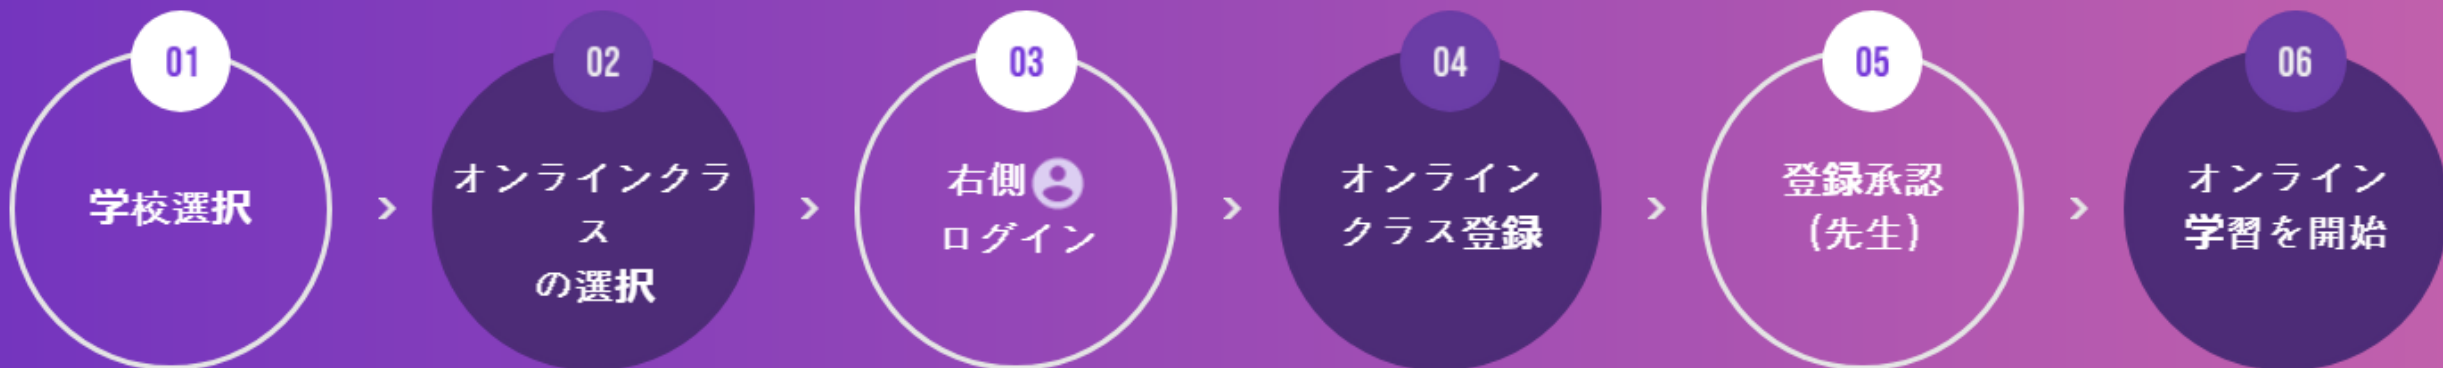 01
学校選択
02
オンラインクラ
ス
の選択
03
右側
ログイン
04
オンライン
クラス登録
05
登録承認
(先生)
06
オンライン
学習を開始